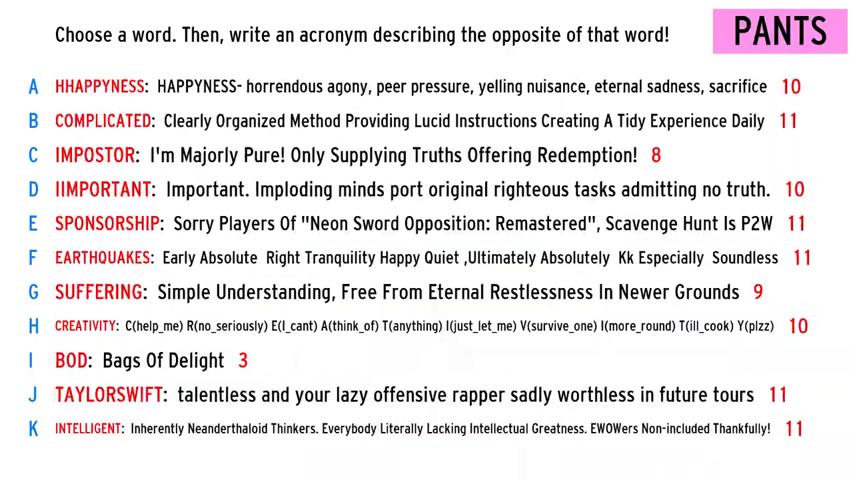 Choose a word. Then, write an acronym describing the opposite of that word! PANTS
A HHAPPYNESS: HAPPYNESS- horrendous agony, peer pressure, yelling nuisance, eternal sadness, sacrifice 10
B COMPLICATED: Clearly Organized Method Providing Lucid Instructions Creating A Tidy Experience Daily 11
C IMPOSTOR: I'm Majorly Pure! Only Supplying Truths Offering Redemption! 8
D IIMPORTANT: Important. Imploding minds port original righteous tasks admitting no truth. 10
E SPONSORSHIP: Sorry Players Of "Neon Sword Opposition: Remastered", Scavenge Hunt Is P2W 11
F EARTHQUAKES: Early Absolute Right Tranquility Happy Quiet ,Ultimately Absolutely Kk Especially Soundless 11
G SUFFERING: Simple Understanding, Free From Eternal Restlessness In Newer Grounds 9
H CREATIVITY: C(help_me) R(no_seriously) E(I_cant) A(think_of) T(anything) I(just_let_me) V(survive_one) I(more_round) T(ill_cook) Y(plzz) 10
I BOD: Bags Of Delight 3
J TAYLORSWIFT: talentless and your lazy offensive rapper sadly worthless in future tours 11
K INTELLIGENT: Inherently Neanderthaloid Thinkers. Everybody Literally Lacking Intellectual Greatness. EWOWers Non-included Thankfully! 11